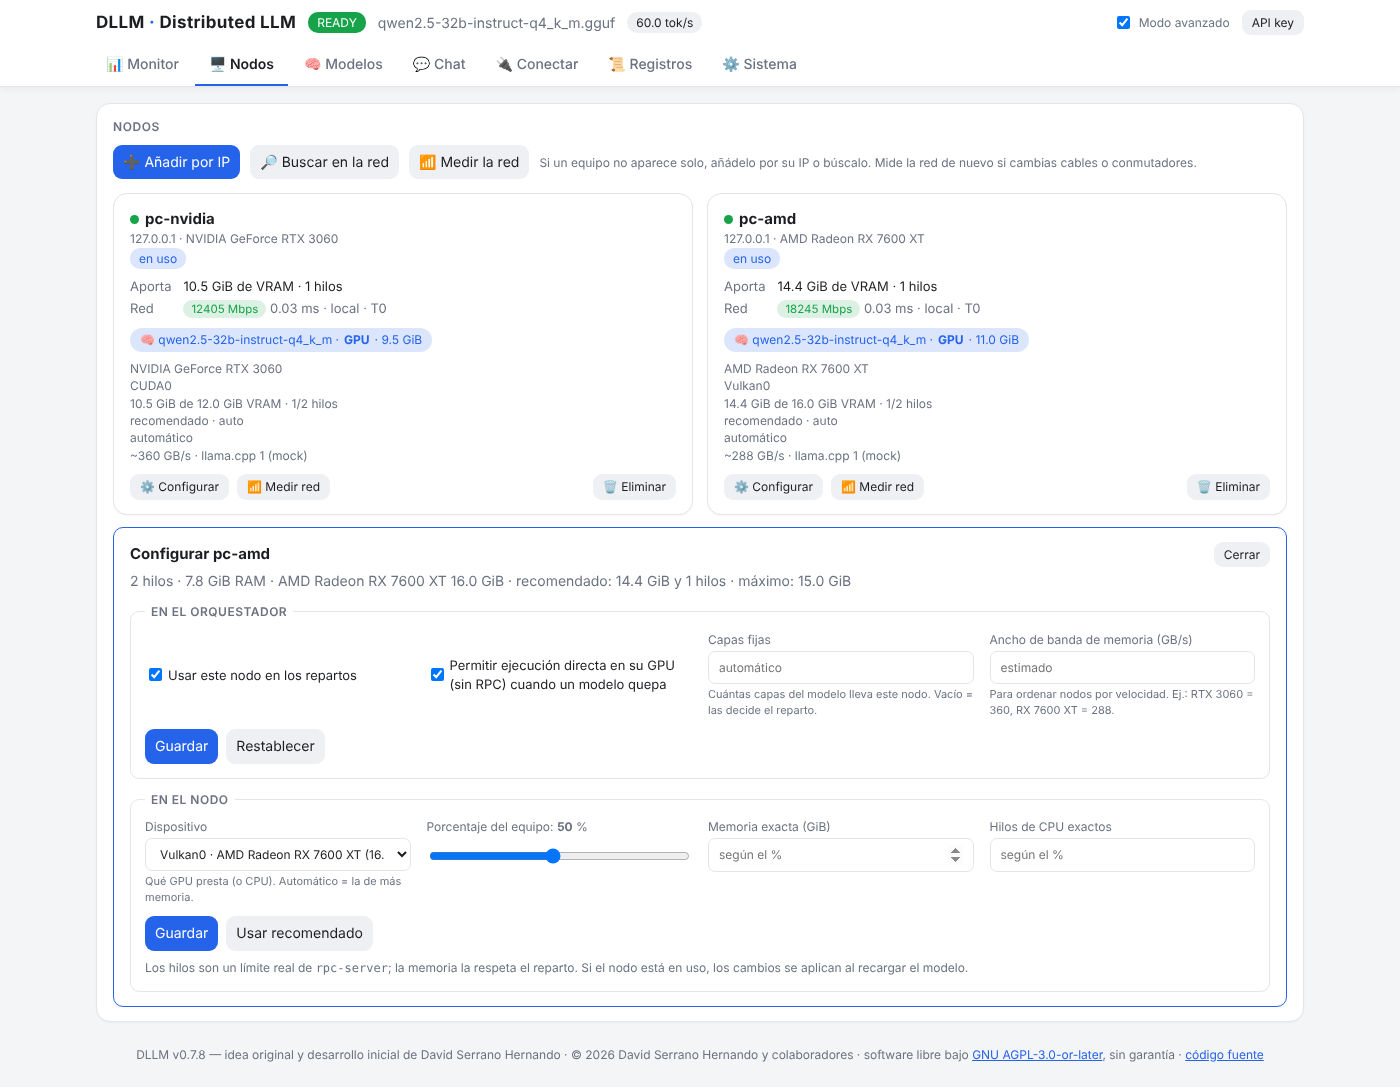 DLLM · Distributed LLM READY qwen2.5-32b-instruct-q4_k_m.gguf 60.0 tok/s Modo avanzado API key
Monitor Nodos Modelos Chat Conectar Registros Sistema
NODOS
Añadir por IP Buscar en la red Medir la red Si un equipo no aparece solo, añádelo por su IP o búscalo. Mide la red de nuevo si cambias cables o conmutadores.
pc-nvidia
127.0.0.1 · NVIDIA GeForce RTX 3060
en uso
Aporta 10.5 GiB de VRAM · 1 hilos
Red 12405 Mbps 0.03 ms · local · T0
qwen2.5-32b-instruct-q4_k_m · GPU · 9.5 GiB
NVIDIA GeForce RTX 3060
CUDA0
10.5 GiB de 12.0 GiB VRAM · 1/2 hilos
recomendado · auto
automático
~360 GB/s · llama.cpp 1 (mock)
Configurar Medir red Eliminar
pc-amd
127.0.0.1 · AMD Radeon RX 7600 XT
en uso
Aporta 14.4 GiB de VRAM · 1 hilos
Red 18245 Mbps 0.03 ms · local · T0
qwen2.5-32b-instruct-q4_k_m · GPU · 11.0 GiB
AMD Radeon RX 7600 XT
Vulkan0
14.4 GiB de 16.0 GiB VRAM · 1/2 hilos
recomendado · auto
automático
~288 GB/s · llama.cpp 1 (mock)
Configurar Medir red Eliminar
Configurar pc-amd Cerrar
2 hilos · 7.8 GiB RAM · AMD Radeon RX 7600 XT 16.0 GiB · recomendado: 14.4 GiB y 1 hilos · máximo: 15.0 GiB
EN EL ORQUESTADOR
Usar este nodo en los repartos
Permitir ejecución directa en su GPU
(sin RPC) cuando un modelo quepa
Capas fijas
automático
Cuántas capas del modelo lleva este nodo. Vacío =
las decide el reparto.
Ancho de banda de memoria (GB/s)
estimado
Para ordenar nodos por velocidad. Ej.: RTX 3060 =
360, RX 7600 XT = 288.
Guardar Restablecer
EN EL NODO
Dispositivo
Vulkan0 · AMD Radeon RX 7600 XT (16.
Qué GPU presta (o CPU). Automático = la de más
memoria.
Porcentaje del equipo: 50 %
Memoria exacta (GiB)
según el %
Hilos de CPU exactos
según el %
Guardar Usar recomendado
Los hilos son un límite real de rpc-server; la memoria la respeta el reparto. Si el nodo está en uso, los cambios se aplican al recargar el modelo.
DLLM v0.7.8 — idea original y desarrollo inicial de David Serrano Hernando · © 2026 David Serrano Hernando y colaboradores · software libre bajo GNU AGPL-3.0-or-later, sin garantía · código fuente